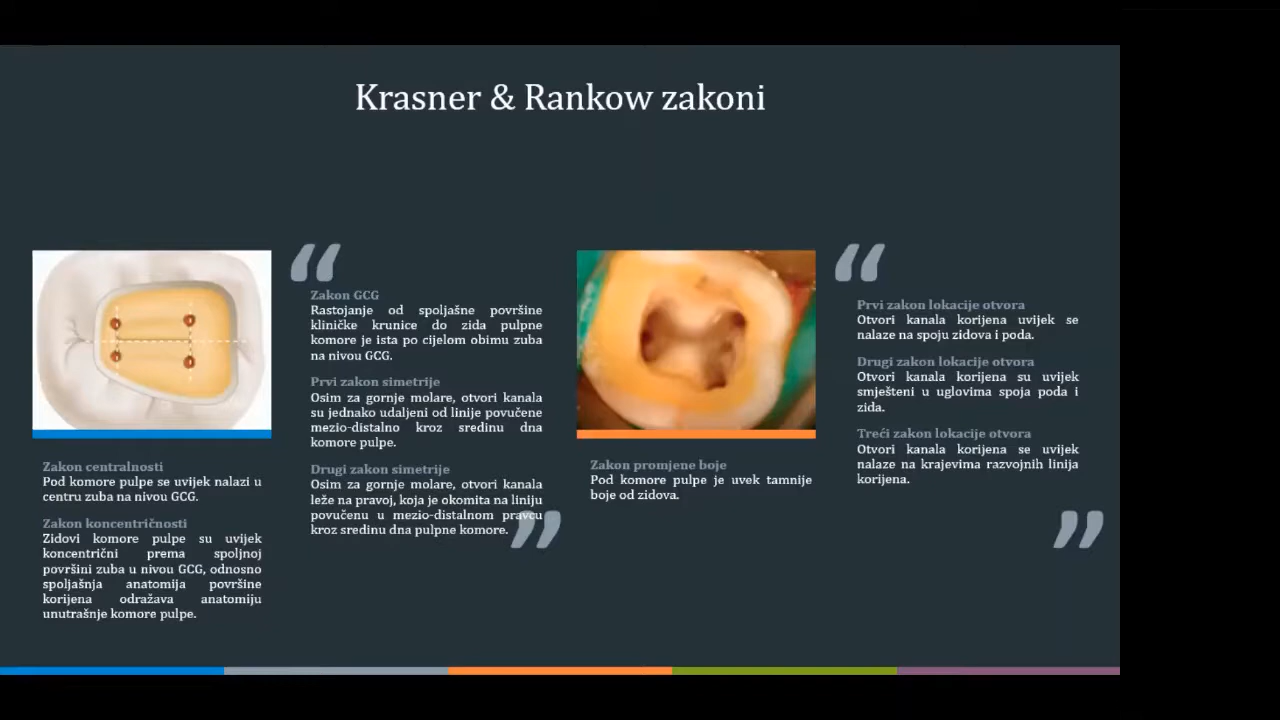 Krasner & Rankow zakoni
Zakon centralnosti
Pod komore pulpe se uvijek nalazi u
centru zuba na nivou GCG.
Zakon koncentričnosti
Zidovi komore pulpe su uvijek
koncentrični prema spoljnoj
površini zuba u nivou GCG, odnosno
spoljašnja anatomija površine
korijena odražava anatomiju
unutrašnje komore pulpe.
“
Zakon GCG
Rastojanje od spoljašne površine
kliničke krunice do zida pulpne
komore je ista po cijelom obimu zuba
na nivou GCG.
Prvi zakon simetrije
Osim za gornje molare, otvori kanala
su jednako udaljeni od linije povučene
mezio-distalno kroz sredinu dna
komore pulpe.
Drugi zakon simetrije
Osim za gornje molare, otvori kanala
leže na pravoj, koja je okomita na liniju
povučenu u mezio-distalnom pravcu
kroz sredinu dna pulpne komore.
”
Zakon promjene boje
Pod komore pulpe je uvek tamnije
boje od zidova.
“
Prvi zakon lokacije otvora
Otvori kanala korijena uvijek se
nalaze na spoju zidova i poda.
Drugi zakon lokacije otvora
Otvori kanala korijena su uvijek
smješteni u uglovima spoja poda i
zida.
Treći zakon lokacije otvora
Otvori kanala korijena se uvijek
nalaze na krajevima razvojnih linija
korijena.
”